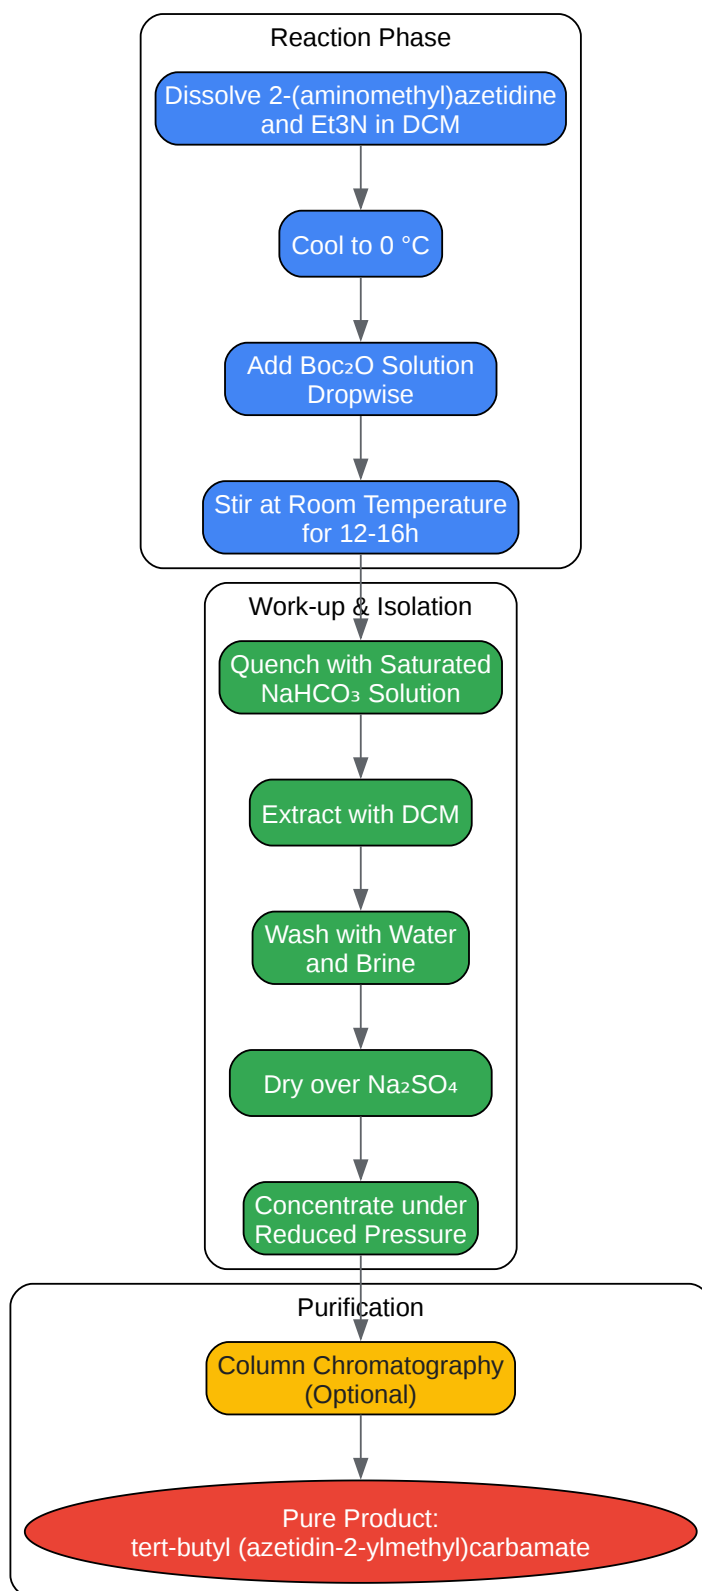 Reaction Phase
Dissolve 2-(aminomethyl)azetidine
and Et3N in DCM
Cool to 0 °C
Add Boc₂O Solution
Dropwise
Stir at Room Temperature
for 12-16h
Work-up & Isolation
Quench with Saturated
NaHCO₃ Solution
Extract with DCM
Wash with Water
and Brine
Dry over Na₂SO₄
Concentrate under
Reduced Pressure
Purification
Column Chromatography
(Optional)
Pure Product:
tert-butyl (azetidin-2-ylmethyl)carbamate